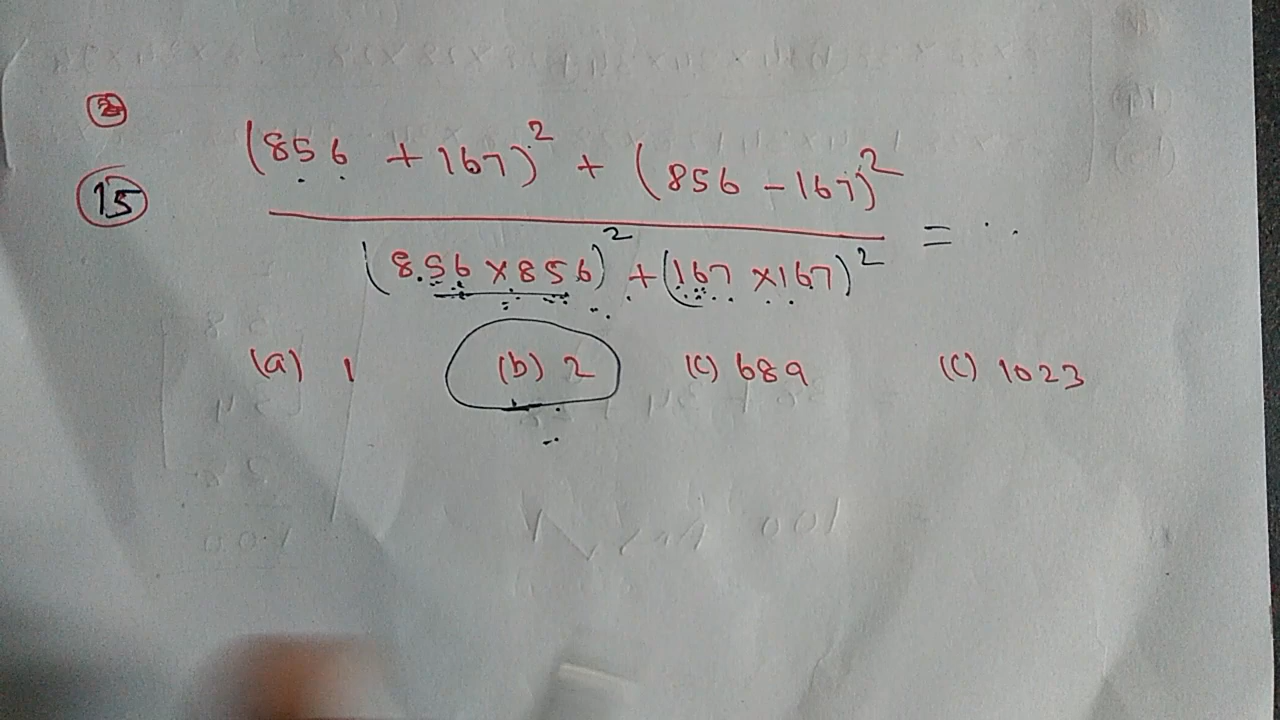 ②
⑮
(856 + 167)² + (856 - 167)²
(856 × 856)² + (167 × 167)² = ..
(a) 1 (b) 2 (c) 689 (c) 1023